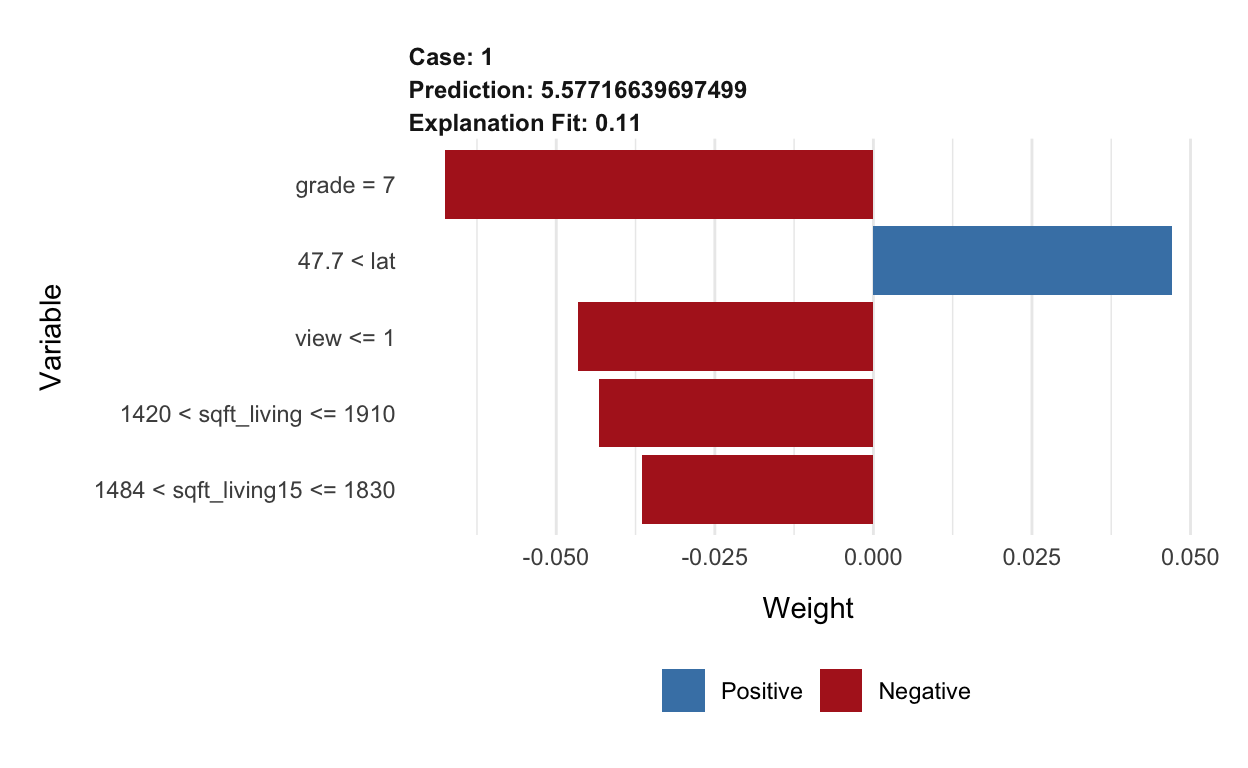 Case: 1
Prediction: 5.57716639697499
Explanation Fit: 0.11
grade = 7
47.7 < lat
view <= 1
1420 < sqft_living <= 1910
1484 < sqft_living15 <= 1830
Variable
-0.050 -0.025 0.000 0.025 0.050
Weight
Positive Negative